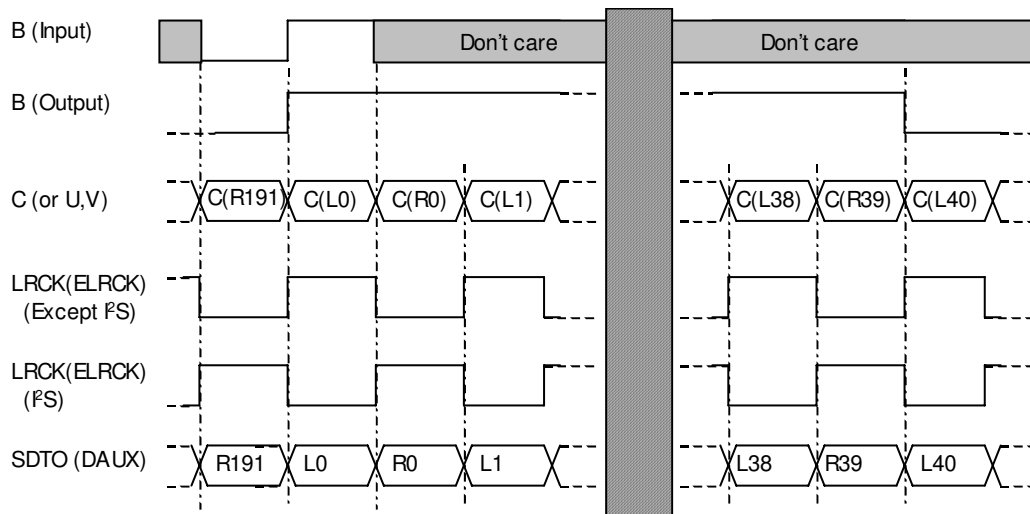 B (Input)
Don't care
Don't care
B (Output)
C (or U,V)
C(R191)
C(L0)
C(R0)
C(L1)
C(L38)
C(R39)
C(L40)
LRCK(ELRCK)
(Except I²S)
LRCK(ELRCK)
(I²S)
SDTO (DAUX)
R191
L0
R0
L1
L38
R39
L40